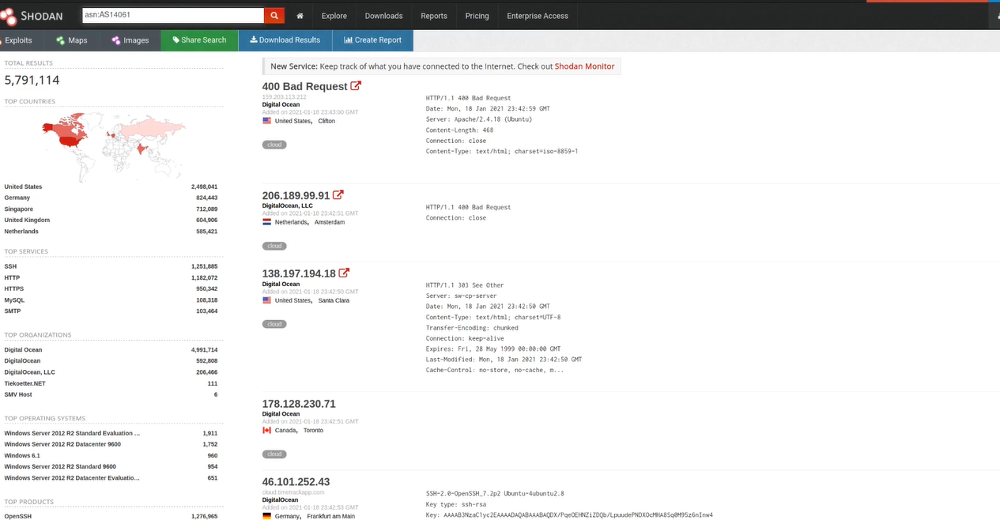 SHODAN
asn:AS14061
Explore
Downloads
Reports
Pricing
Enterprise Access
Exploits
Maps
Images
Share Search
Download Results
Create Report
TOTAL RESULTS
5,791,114
TOP COUNTRIES
United States 2,498,041
Germany 824,443
Singapore 712,089
United Kingdom 604,906
Netherlands 585,421
TOP SERVICES
SSH 1,251,885
HTTP 1,182,072
HTTPS 950,342
MySQL 108,318
SMTP 103,464
TOP ORGANIZATIONS
Digital Ocean 4,991,714
DigitalOcean 592,808
DigitalOcean, LLC 206,466
Tiekoetter.NET 111
SMV Host 6
TOP OPERATING SYSTEMS
Windows Server 2012 R2 Standard Evaluation ... 1,911
Windows Server 2012 R2 Datacenter 9600 1,752
Windows 6.1 960
Windows Server 2012 R2 Standard 9600 954
Windows Server 2012 R2 Datacenter Evaluatio... 651
TOP PRODUCTS
OpenSSH 1,276,965
New Service: Keep track of what you have connected to the Internet. Check out Shodan Monitor
400 Bad Request
159.203.113.212
Digital Ocean
Added on 2021-01-18 23:43:00 GMT
United States, Clifton
cloud
HTTP/1.1 400 Bad Request
Date: Mon, 18 Jan 2021 23:42:59 GMT
Server: Apache/2.4.18 (Ubuntu)
Content-Length: 468
Connection: close
Content-Type: text/html; charset=iso-8859-1
206.189.99.91
DigitalOcean, LLC
Added on 2021-01-18 23:42:51 GMT
Netherlands, Amsterdam
cloud
HTTP/1.1 400 Bad Request
Connection: close
138.197.194.18
Digital Ocean
Added on 2021-01-18 23:42:50 GMT
United States, Santa Clara
cloud
HTTP/1.1 303 See Other
Server: sw-cp-server
Date: Mon, 18 Jan 2021 23:42:50 GMT
Content-Type: text/html; charset=UTF-8
Transfer-Encoding: chunked
Connection: keep-alive
Expires: Fri, 28 May 1999 00:00:00 GMT
Last-Modified: Mon, 18 Jan 2021 23:42:50 GMT
Cache-Control: no-store, no-cache, m...
178.128.230.71
Digital Ocean
Added on 2021-01-18 23:42:51 GMT
Canada, Toronto
cloud
46.101.252.43
cloud.tmetrackapp.com
DigitalOcean
Added on 2021-01-18 23:42:53 GMT
Germany, Frankfurt am Main
SSH-2.0-OpenSSH_7.2p2 Ubuntu-4ubuntu2.8
Key type: ssh-rsa
Key: